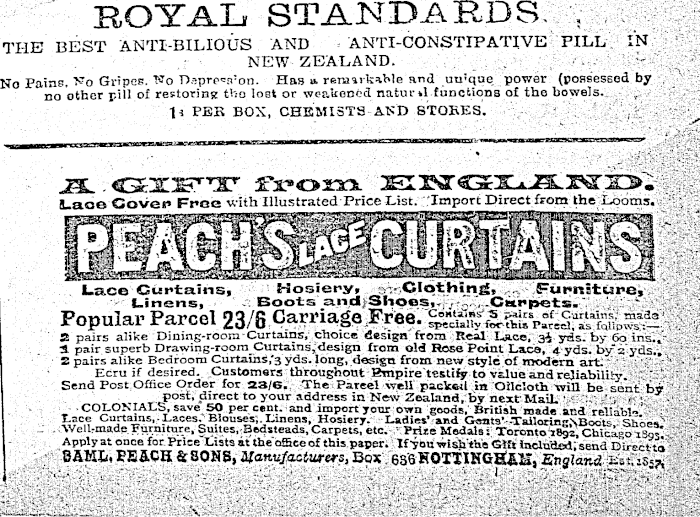 ROYAL STANDARDS.
THE BEST ANTI-BILIOUS AND ANTI-CONSTIPATIVE PILL IN
NEW ZEALAND.
No Pains. No Gripes. No Depression. Has a remarkable and unique power (possessed by
no other pill of restoring the lost or weakened natural functions of the bowels.
PER BOX, CHEMISTS AND STORES.
A GIFT from ENGLAND.
Lace Cover Free with Illustrated Price List. Import Direct from the Looms.
PEACH'S LACE CURTAINS
Lace Curtains, Hosiery, Clothing, Furniture,
Linens, Boots and Shoes, Carpets.
Popular Parcel 23/6 Carriage Free. Contains 5 pairs of Curtains, made
specially for this Parcel, as follows:—
2 pairs alike Dining-room Curtains, choice design from Real Lace, 3½ yds. by 60 ins.,
1 pair superb Drawing-room Curtains, design from old Rose Point Lace, 4 yds. by 2 yds.,
2 pairs alike Bedroom Curtains, 3 yds. long, design from new style of modern art.
Ecru if desired. Customers throughout Empire testify to value and reliability.
Send Post Office Order for 23/6. The Parcel well packed in Oilcloth will be sent by
post, direct to your address in New Zealand, by next Mail.
COLONIALS, save 50 per cent. and import your own goods, British made and reliable.
Lace Curtains, Laces, Blouses, Linens, Hosiery. Ladies' and Gents' Tailoring, Boots, Shoes.
Well-made Furniture, Suites, Bedsteads, Carpets, etc. Prize Medals: Toronto 1892, Chicago 1893.
Apply at once for Price Lists at the office of this paper. If you wish the Gift included, send Direct to
SAML. PEACH & SONS, Manufacturers, Box 636 NOTTINGHAM, England Est. 1857.